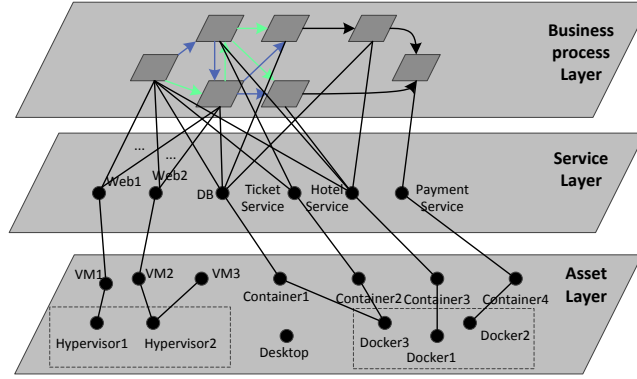 Business
process
Layer
...
...
Service
Layer
Web1
Web2
DB
Ticket
Service
Hotel
Service
Payment
Service
Asset
Layer
VM1
VM2
VM3
Container1
Container2
Container3
Container4
Hypervisor1
Hypervisor2
Desktop
Docker3
Docker1
Docker2